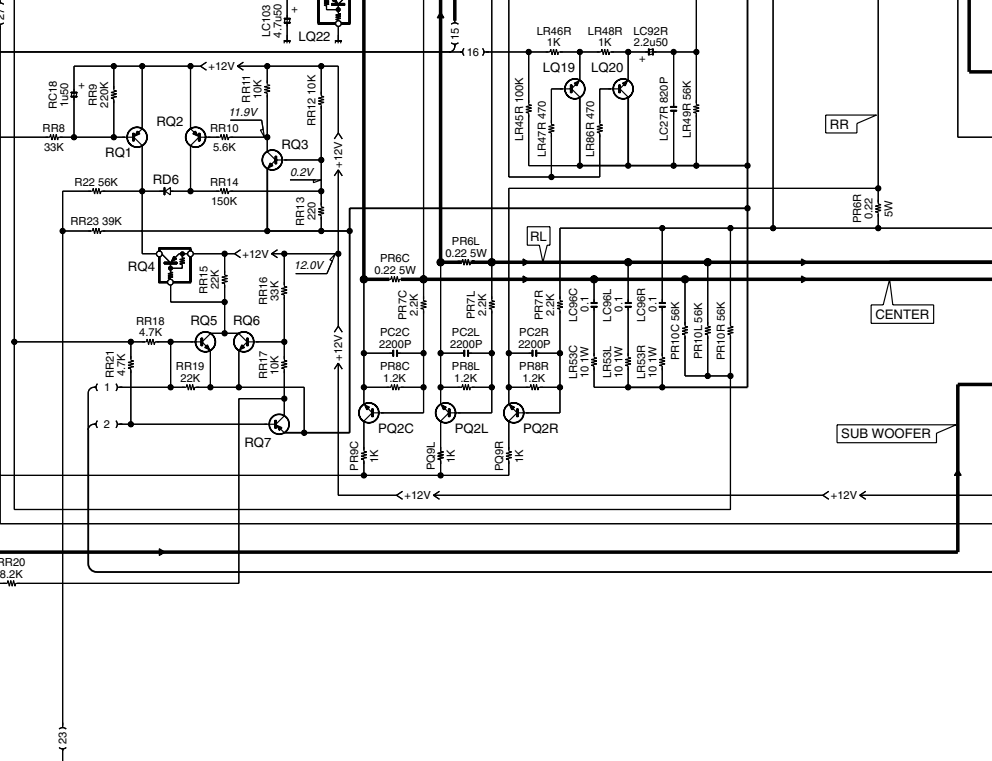 27
LC103
4.7u50
+
LQ22
15
16
LR46R
1K
LR48R
1K
LC92R
2.2u50
+
LQ19
LQ20
LR45R 100K
LR47R 470
LR86R 470
LC27R 820P
LR49R 56K
+12V
RC18
1u50
+
RR9
220K
RR11
10K
RR12 10K
11.9V
RQ2
RR10
5.6K
RR8
33K
RQ1
RQ3
+12V
0.2V
R22 56K
RD6
RR14
150K
RR13
220
RR23 39K
RR
PR6R
0.22
5W
RQ4
+12V
12.0V
RR15
22K
RR16
33K
PR6L
0.22 5W
RL
PR6C
0.22 5W
CENTER
PR7C
2.2K
PR7L
2.2K
PR7R
2.2K
LC96C
0.1
LC96L
0.1
LC96R
0.1
PR10C 56K
PR10L 56K
PR10R 56K
RR18
4.7K
RQ5
RQ6
RR21
4.7K
RR19
22K
RR17
10K
+12V
PC2C
2200P
PC2L
2200P
PC2R
2200P
PR8C
1.2K
PR8L
1.2K
PR8R
1.2K
LR53C
10 1W
LR53L
10 1W
LR53R
10 1W
1
2
RQ7
PQ2C
PQ2L
PQ2R
PR9C
1K
PQ9L
1K
PQ9R
1K
SUB WOOFER
+12V
+12V
RR20
8.2K
23